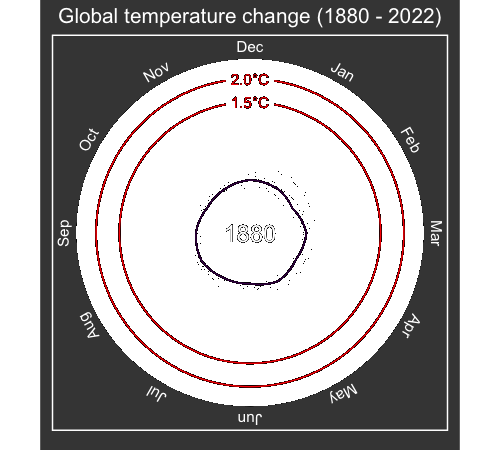 Global temperature change (1880 - 2022)
Dec
Jan
Feb
Mar
Apr
May
Jun
Jul
Aug
Sep
Oct
Nov
2.0°C
1.5°C
1880